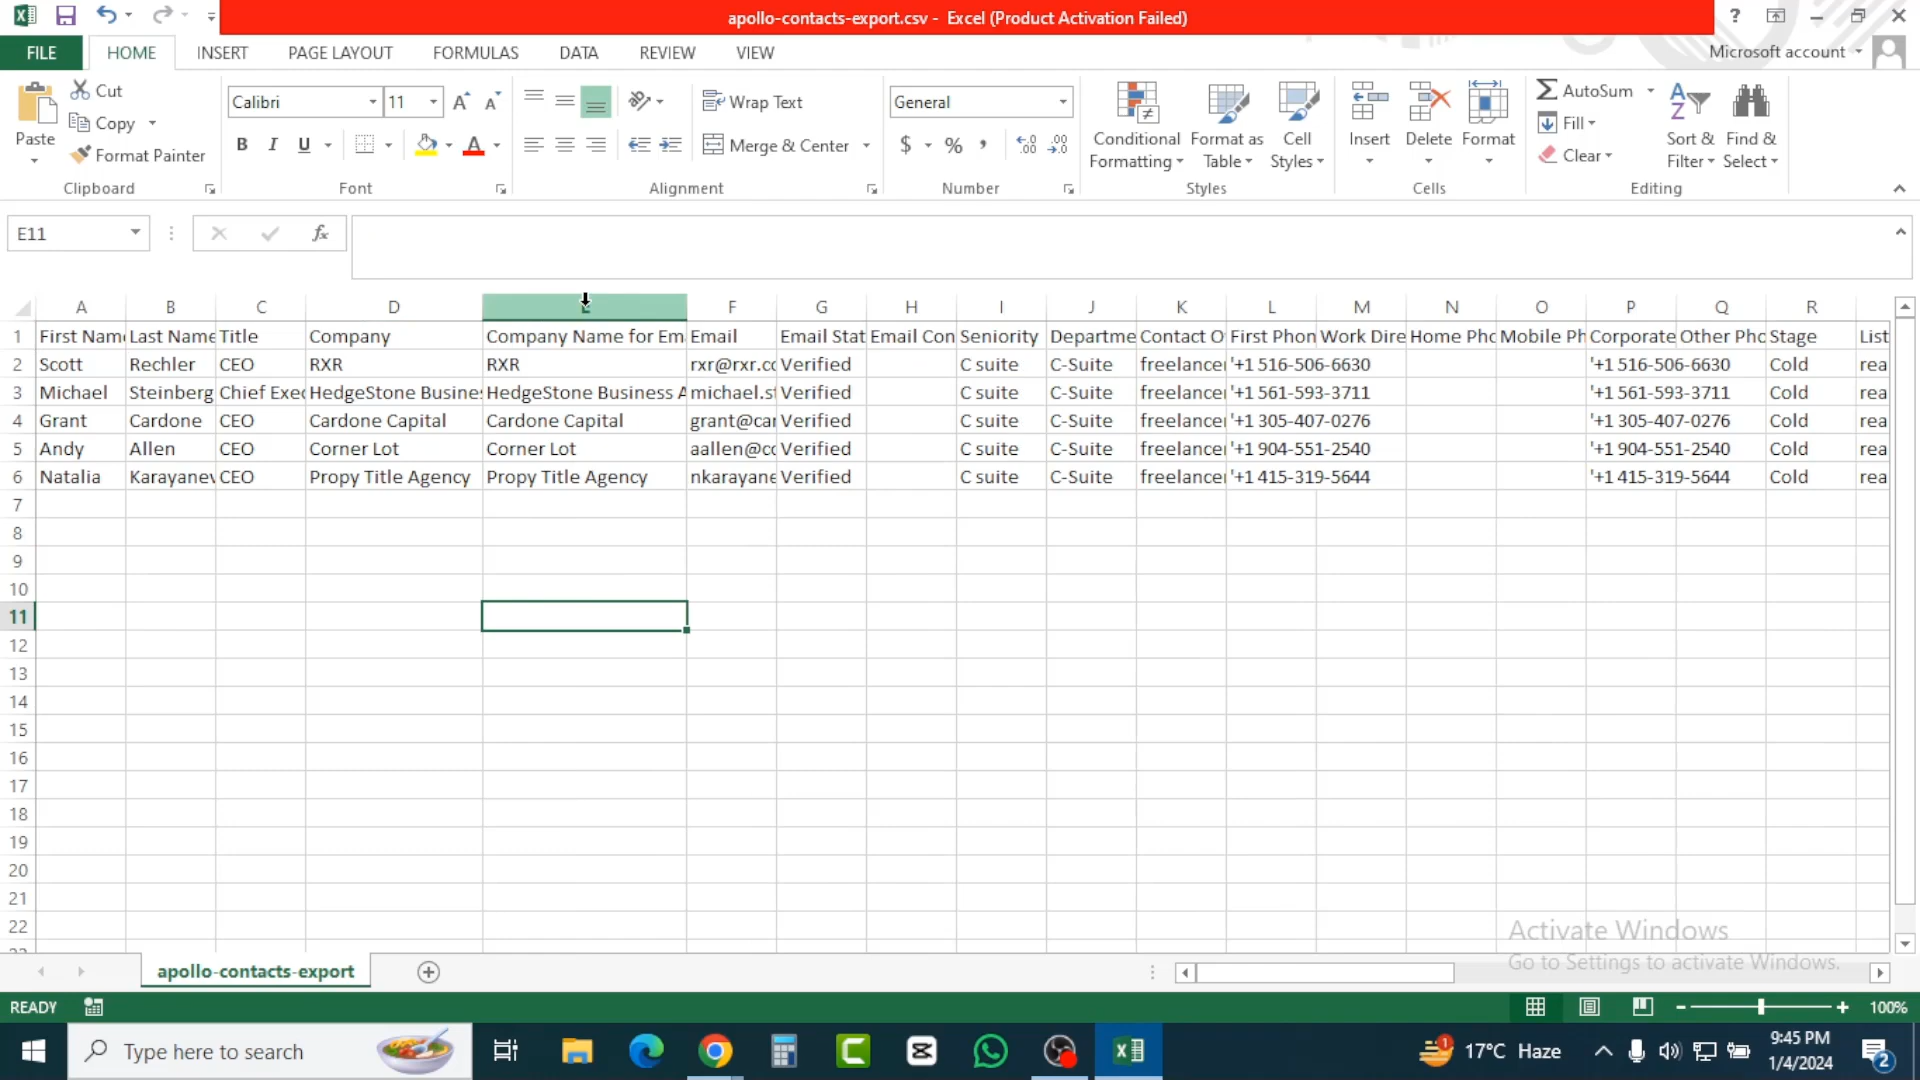 apollo-contacts-export.csv - Excel (Product Activation Failed)
FILE HOME INSERT PAGE LAYOUT FORMULAS DATA REVIEW VIEW Microsoft account
Paste Cut Copy Format Painter Clipboard
Calibri 11 B I U A Font
Wrap Text Merge & Center Alignment
General $ % Number
Conditional Formatting Format as Table Cell Styles Styles
Insert Delete Format Cells
AutoSum Fill Clear Sort & Filter Find & Select Editing
E11 fx
A B C D E F G H I J K L M N O P Q R
1 First Nam Last Name Title Company Company Name for Em Email Email Stat Email Con Seniority Departme Contact O First Phon Work Dire Home Pho Mobile Ph Corporate Other Pho Stage List
2 Scott Rechler CEO RXR RXR rxr@rxr.co Verified C suite C-Suite freelancer '+1 516-506-6630 '+1 516-506-6630 Cold rea
3 Michael Steinberg Chief Exec HedgeStone Busine HedgeStone Business A michael.s Verified C suite C-Suite freelancer '+1 561-593-3711 '+1 561-593-3711 Cold rea
4 Grant Cardone CEO Cardone Capital Cardone Capital grant@car Verified C suite C-Suite freelancer '+1 305-407-0276 '+1 305-407-0276 Cold rea
5 Andy Allen CEO Corner Lot Corner Lot aallen@co Verified C suite C-Suite freelancer '+1 904-551-2540 '+1 904-551-2540 Cold rea
6 Natalia Karayanev CEO Propy Title Agency Propy Title Agency nkarayane Verified C suite C-Suite freelancer '+1 415-319-5644 '+1 415-319-5644 Cold rea
7
8
9
10
11
12
13
14
15
16
17
18
19
20
21
22
Activate Windows
Go to Settings to activate Windows.
apollo-contacts-export
READY 100%
Type here to search
17°C Haze
9:45 PM
1/4/2024
2